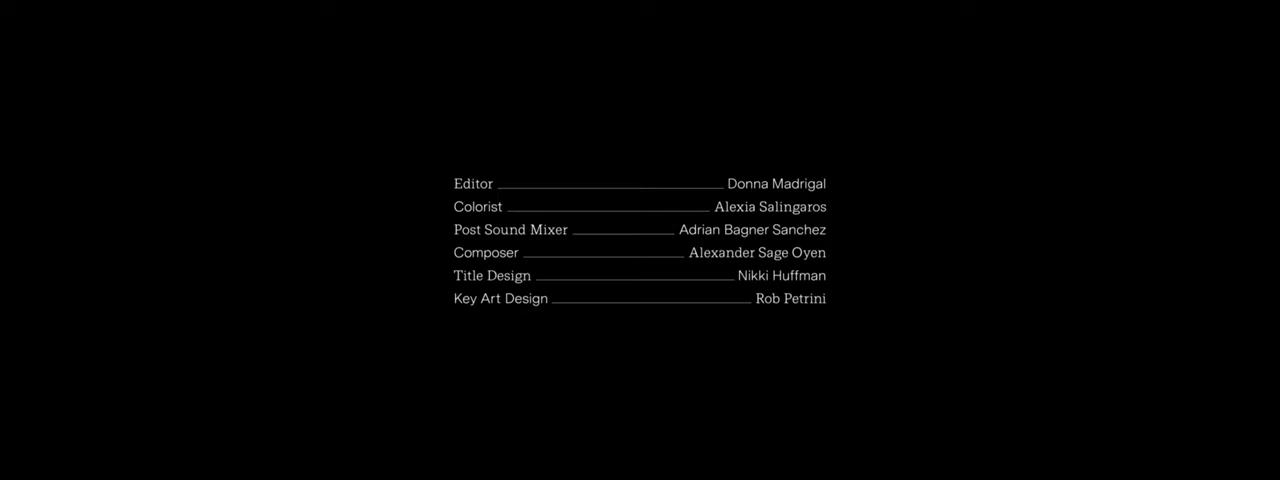 Editor Donna Madrigal
Colorist Alexia Salingaros
Post Sound Mixer Adrian Bagner Sanchez
Composer Alexander Sage Oyen
Title Design Nikki Huffman
Key Art Design Rob Petrini